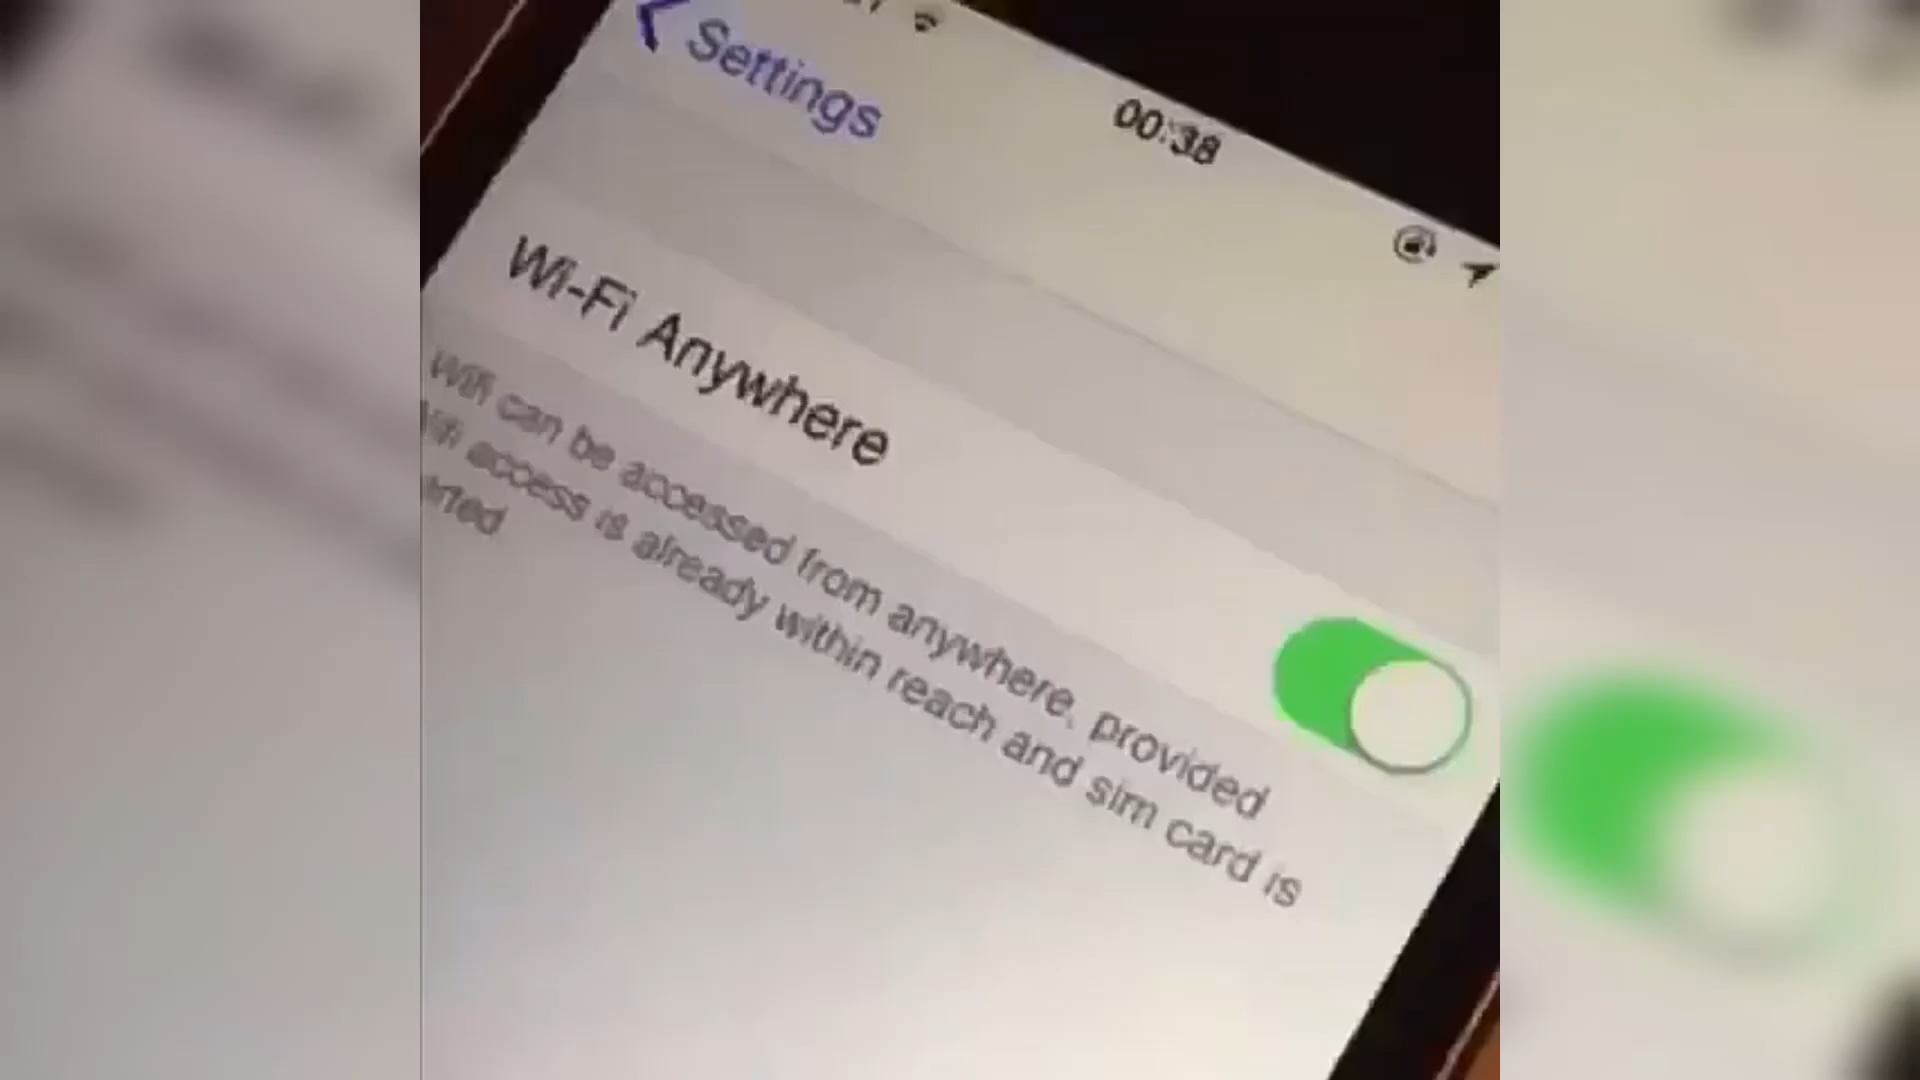 Settings
00:38
Wi-Fi Anywhere
Wifi can be accessed from anywhere, provided
access is already within reach and sim card is